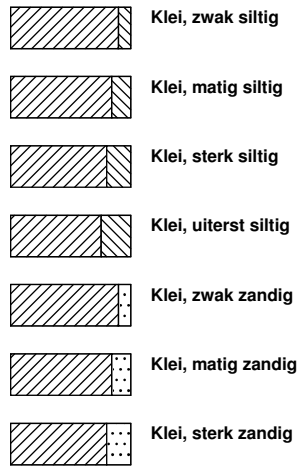 Klei, zwak siltig
Klei, matig siltig
Klei, sterk siltig
Klei, uiterst siltig
Klei, zwak zandig
Klei, matig zandig
Klei, sterk zandig